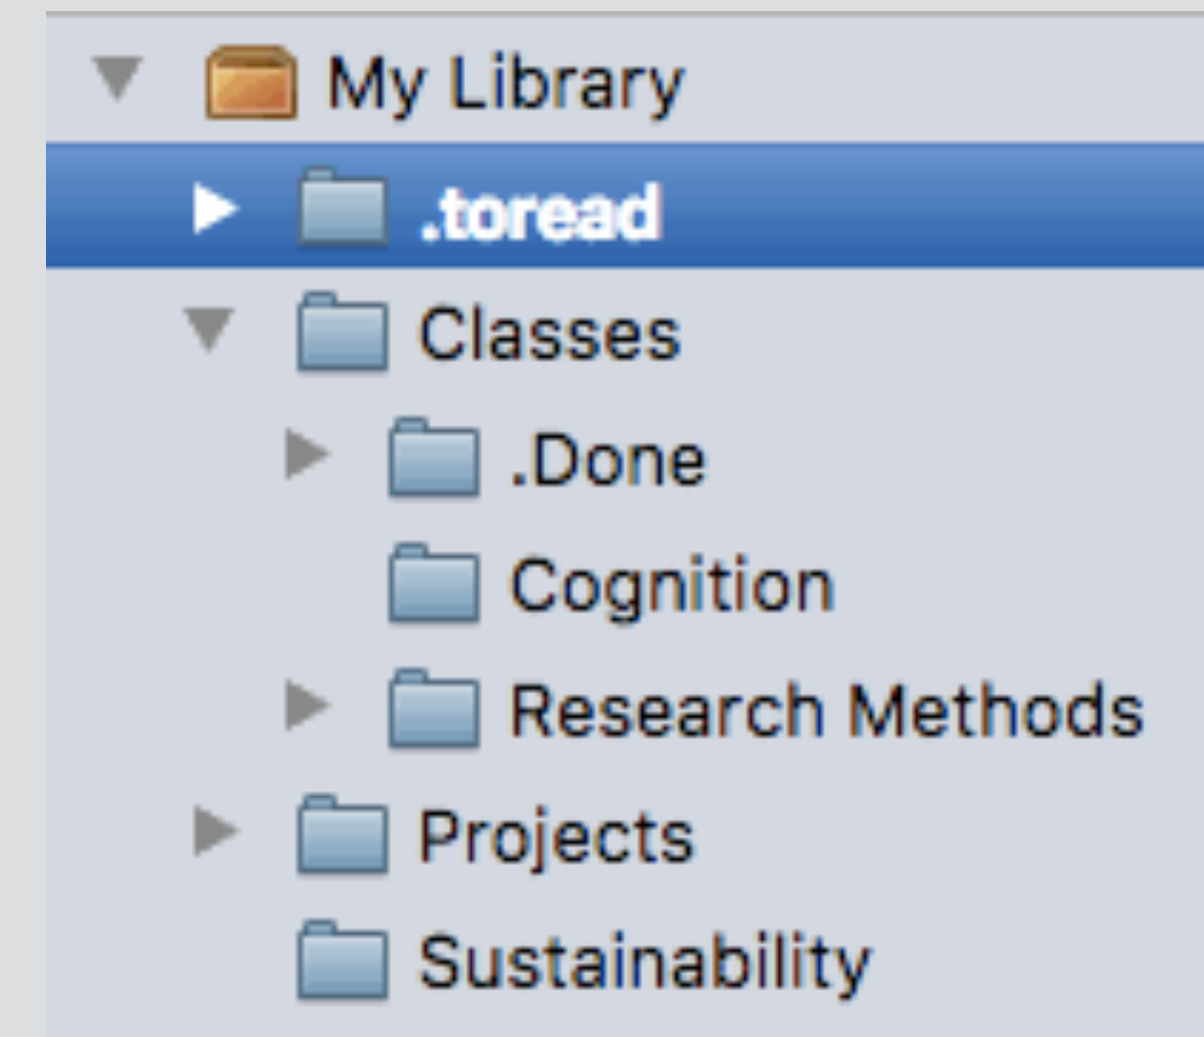 My Library
.toread
Classes
.Done
Cognition
Research Methods
Projects
Sustainability